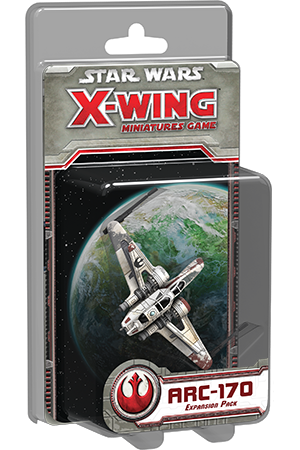 STAR WARS
X-WING
MINIATURES GAME
ARC-170
EXPANSION PACK